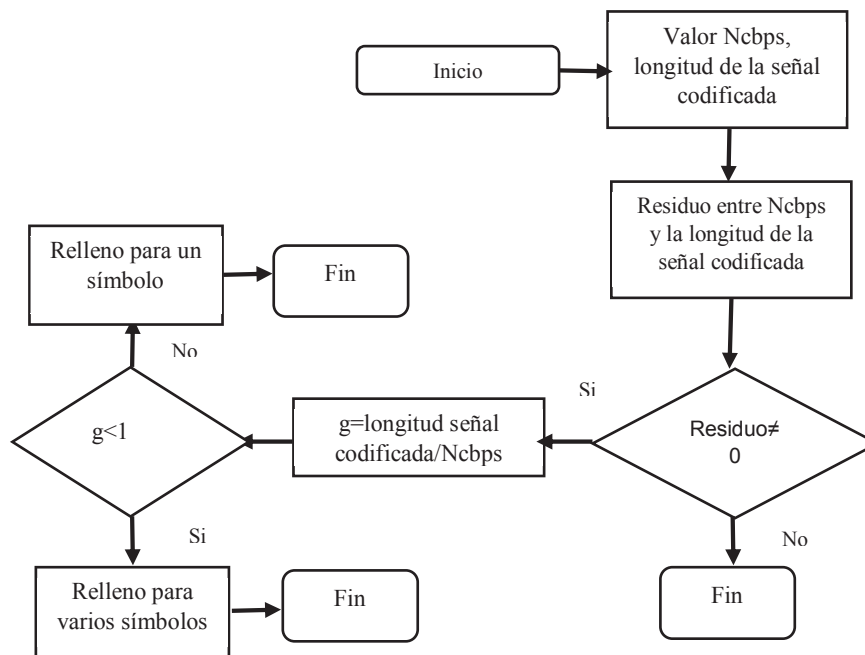 Inicio
Valor Ncbps,
longitud de la señal
codificada
Residuo entre Ncbps
y la longitud de la
señal codificada
Residuo≠
0
Si
No
Fin
g=longitud señal
codificada/Ncbps
g<1
No
Relleno para un
símbolo
Fin
Si
Relleno para
varios símbolos
Fin